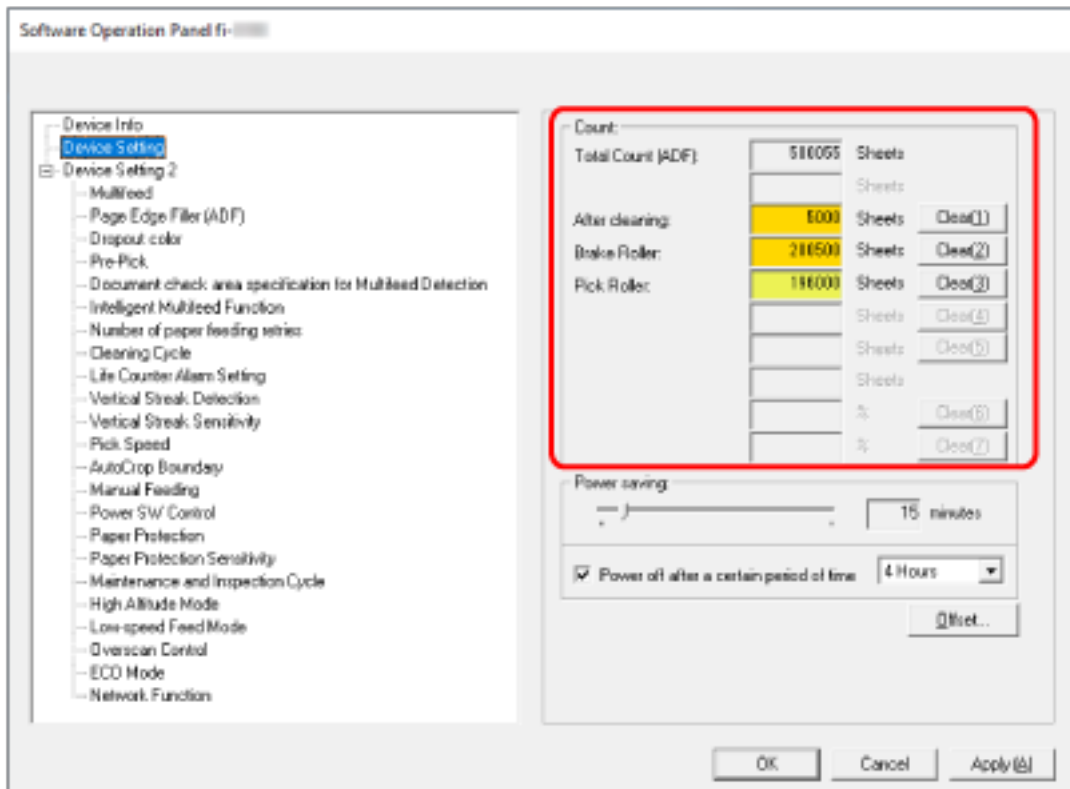 Software Operation Panel fi-
Device Info
Device Setting
Device Setting 2
Multifeed
Page Edge Filler (ADF)
Dropout color
Pre-Pick
Document check area specification for Multifeed Detection
Intelligent Multifeed Function
Number of paper feeding retries
Cleaning Cycle
Life Counter Alarm Setting
Vertical Streak Detection
Vertical Streak Sensitivity
Pick Speed
AutoCrop Boundary
Manual Feeding
Power SW Control
Paper Protection
Paper Protection Sensitivity
Maintenance and Inspection Cycle
High Altitude Mode
Low-speed Feed Mode
Overscan Control
ECO Mode
Network Function
Count:
Total Count (ADF): Sheets
Sheets
After cleaning: 5000 Sheets Clear(1)
Brake Roller: 200500 Sheets Clear(2)
Pick Roller: Sheets Clear(3)
Sheets Clear(4)
Sheets Clear(5)
Sheets
% Clear(6)
% Clear(7)
Power saving:
15 minutes
Power off after a certain period of time 4 Hours
Offset...
OK Cancel Apply (A)